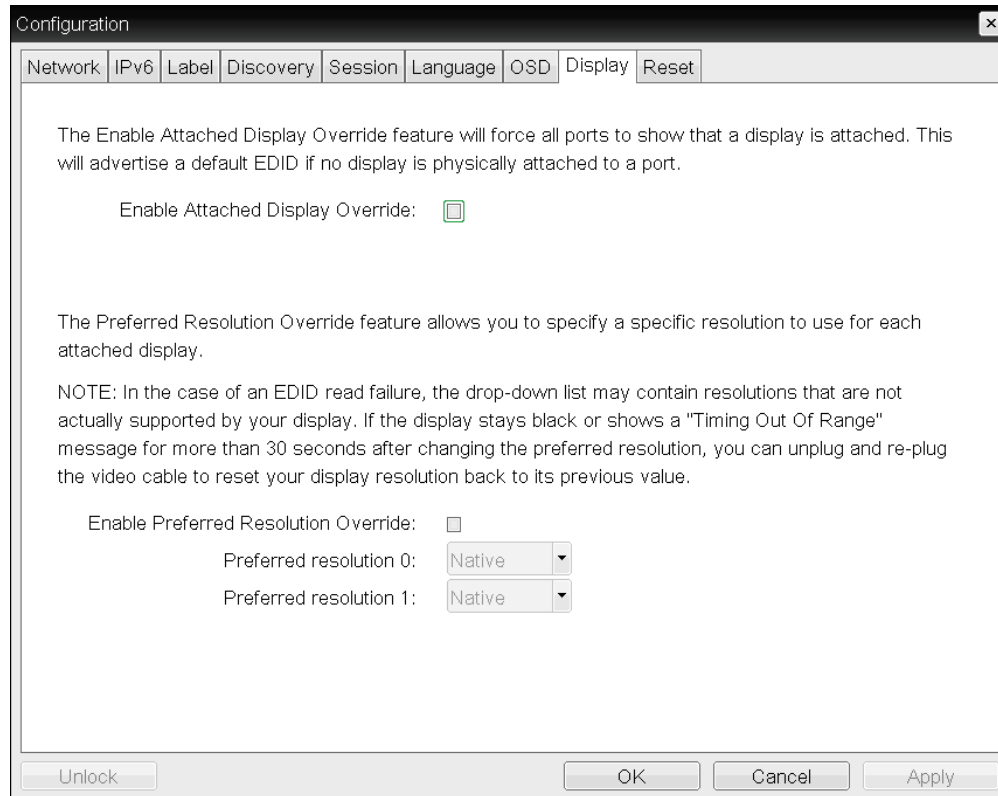 Configuration
Network IPv6 Label Discovery Session Language OSD Display Reset
The Enable Attached Display Override feature will force all ports to show that a display is attached. This
will advertise a default EDID if no display is physically attached to a port.
Enable Attached Display Override:
The Preferred Resolution Override feature allows you to specify a specific resolution to use for each
attached display.
NOTE: In the case of an EDID read failure, the drop-down list may contain resolutions that are not
actually supported by your display. If the display stays black or shows a "Timing Out Of Range"
message for more than 30 seconds after changing the preferred resolution, you can unplug and re-plug
the video cable to reset your display resolution back to its previous value.
Enable Preferred Resolution Override:
Preferred resolution 0: Native
Preferred resolution 1: Native
Unlock OK Cancel Apply